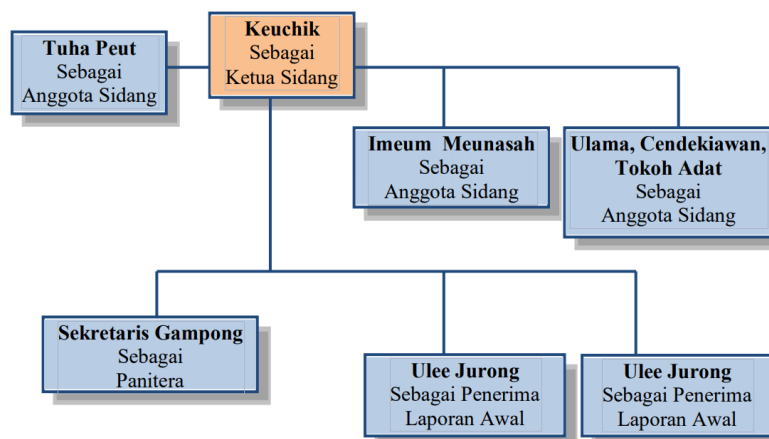 Tuha Peut
Sebagai
Anggota Sidang
Keuchik
Sebagai
Ketua Sidang
Imeum Meunasah
Sebagai
Anggota Sidang
Ulama, Cendekiawan,
Tokoh Adat
Sebagai
Anggota Sidang
Sekretaris Gampong
Sebagai
Panitera
Ulee Jurong
Sebagai Penerima
Laporan Awal
Ulee Jurong
Sebagai Penerima
Laporan Awal